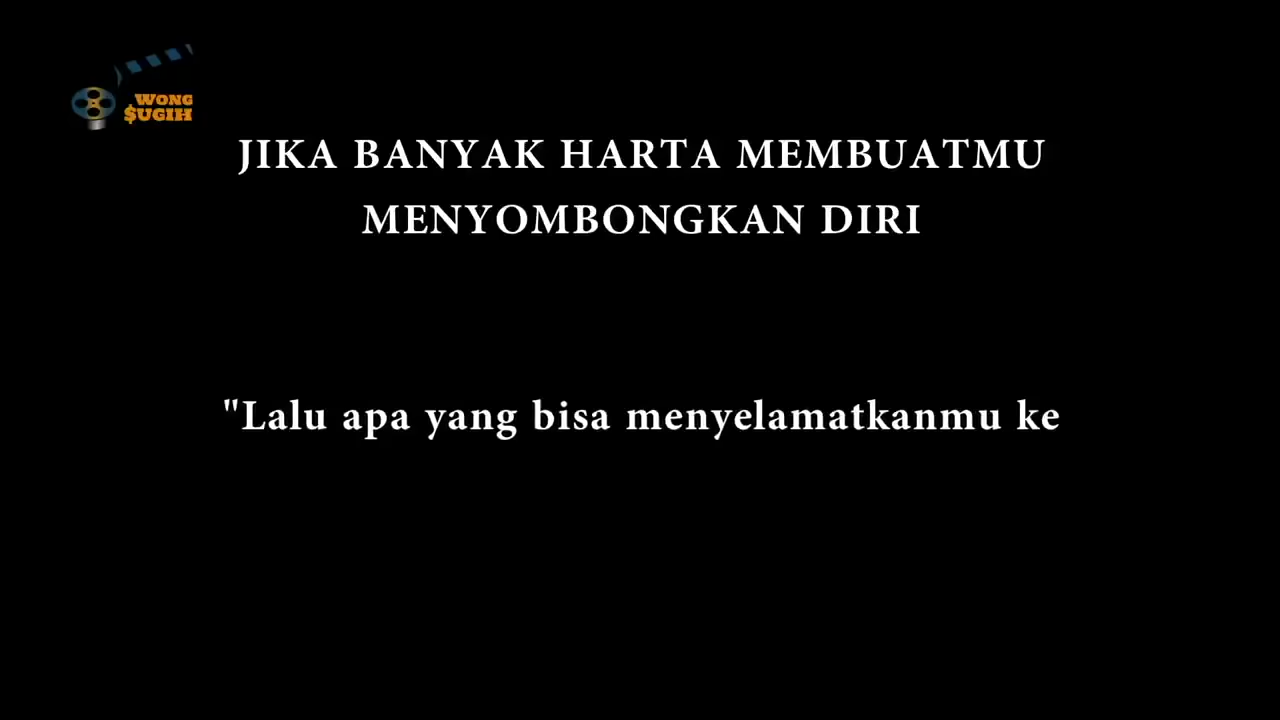 WONG
$UGIH
JIKA BANYAK HARTA MEMBUATMU
MENYOMBONGKAN DIRI
"Lalu apa yang bisa menyelamatkanmu ke